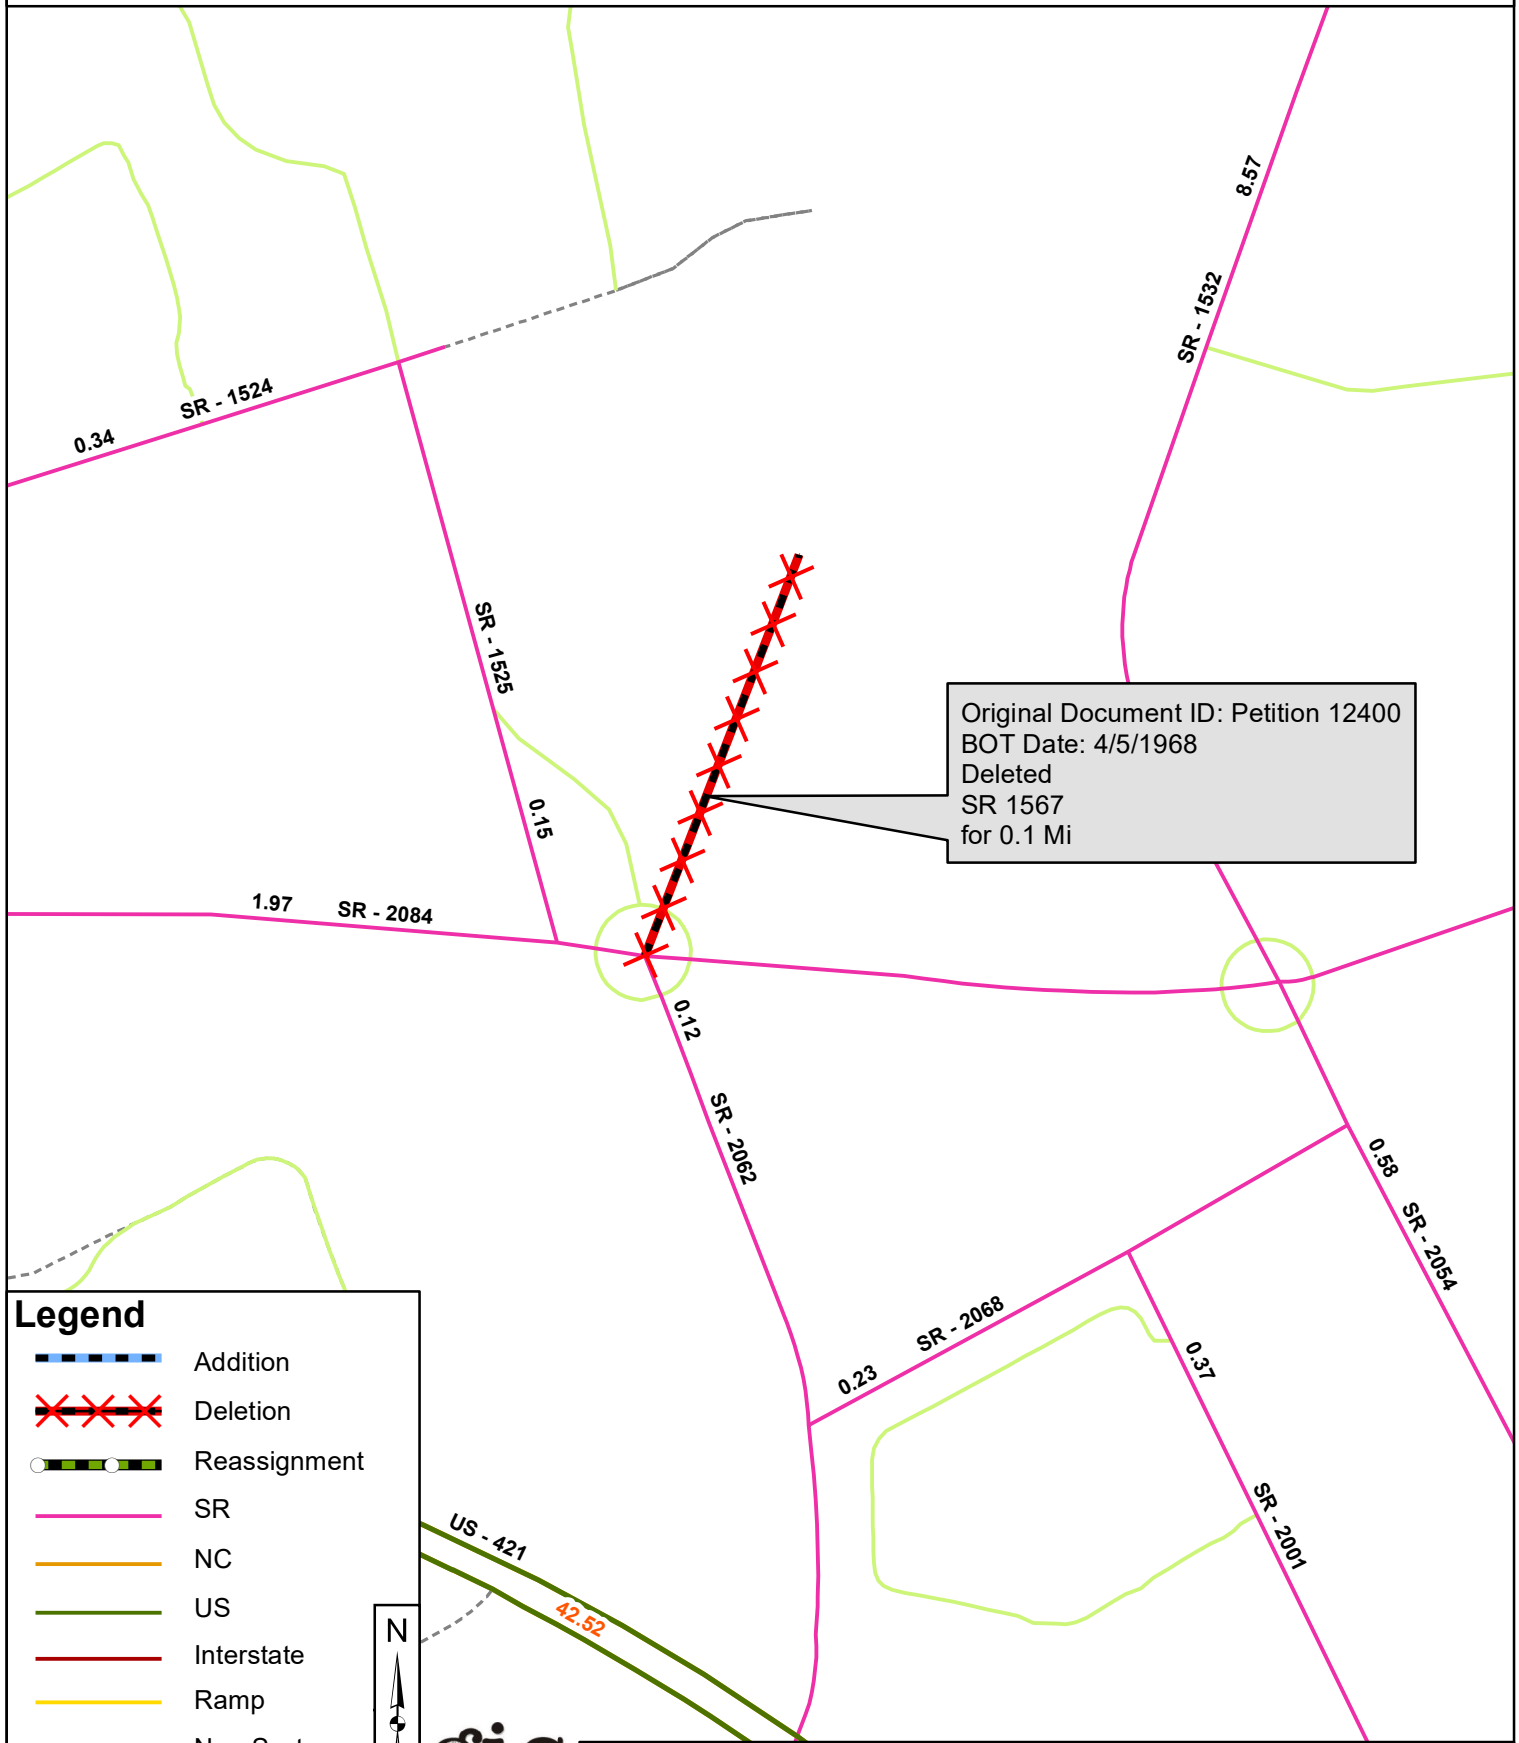 8.57
SR - 1532
SR - 1524
0.34
SR - 1525
0.15
Original Document ID: Petition 12400
BOT Date: 4/5/1968
Deleted
SR 1567
for 0.1 Mi
1.97
SR - 2084
0.12
SR - 2062
0.58
SR - 2054
SR - 2068
0.23
0.37
SR - 2001
US - 421
42.52
Legend
Addition
Deletion
Reassignment
SR
NC
US
Interstate
Ramp
N